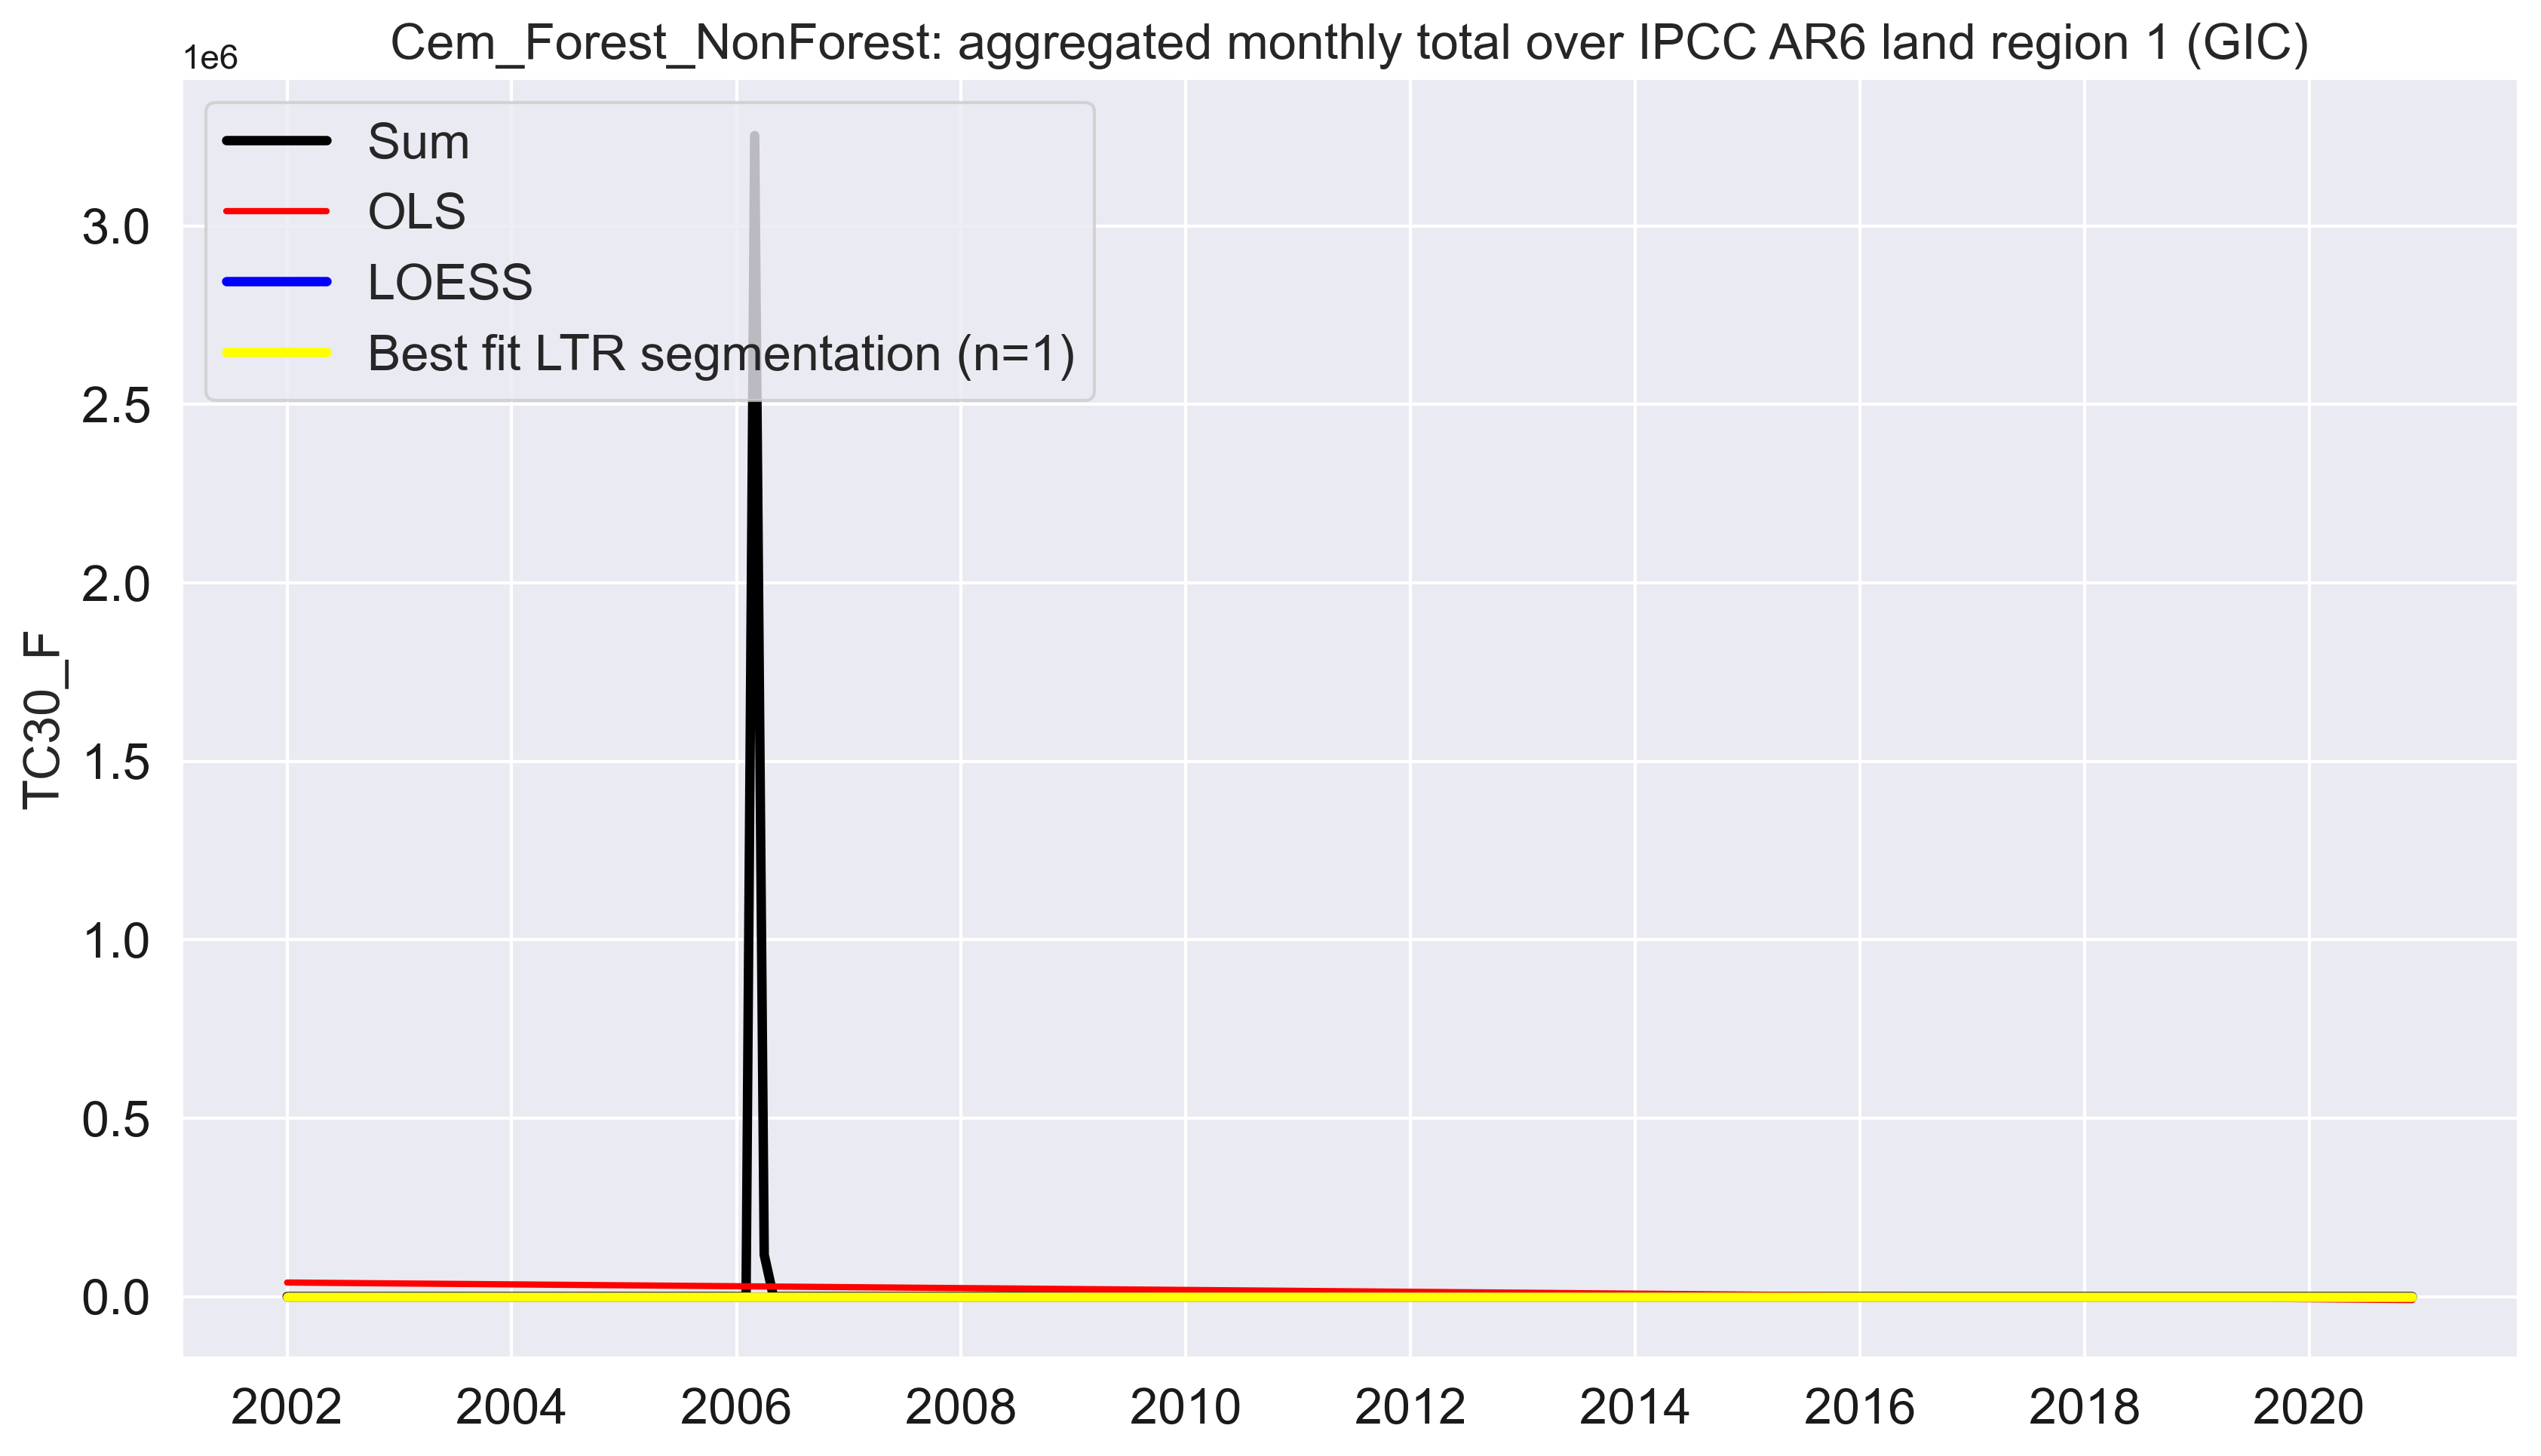 Cem_Forest_NonForest: aggregated monthly total over IPCC AR6 land region 1 (GIC)
1e6
Sum
OLS
LOESS
Best fit LTR segmentation (n=1)
3.0
2.5
2.0
1.5
1.0
0.5
0.0
TC30_F
2002 2004 2006 2008 2010 2012 2014 2016 2018 2020